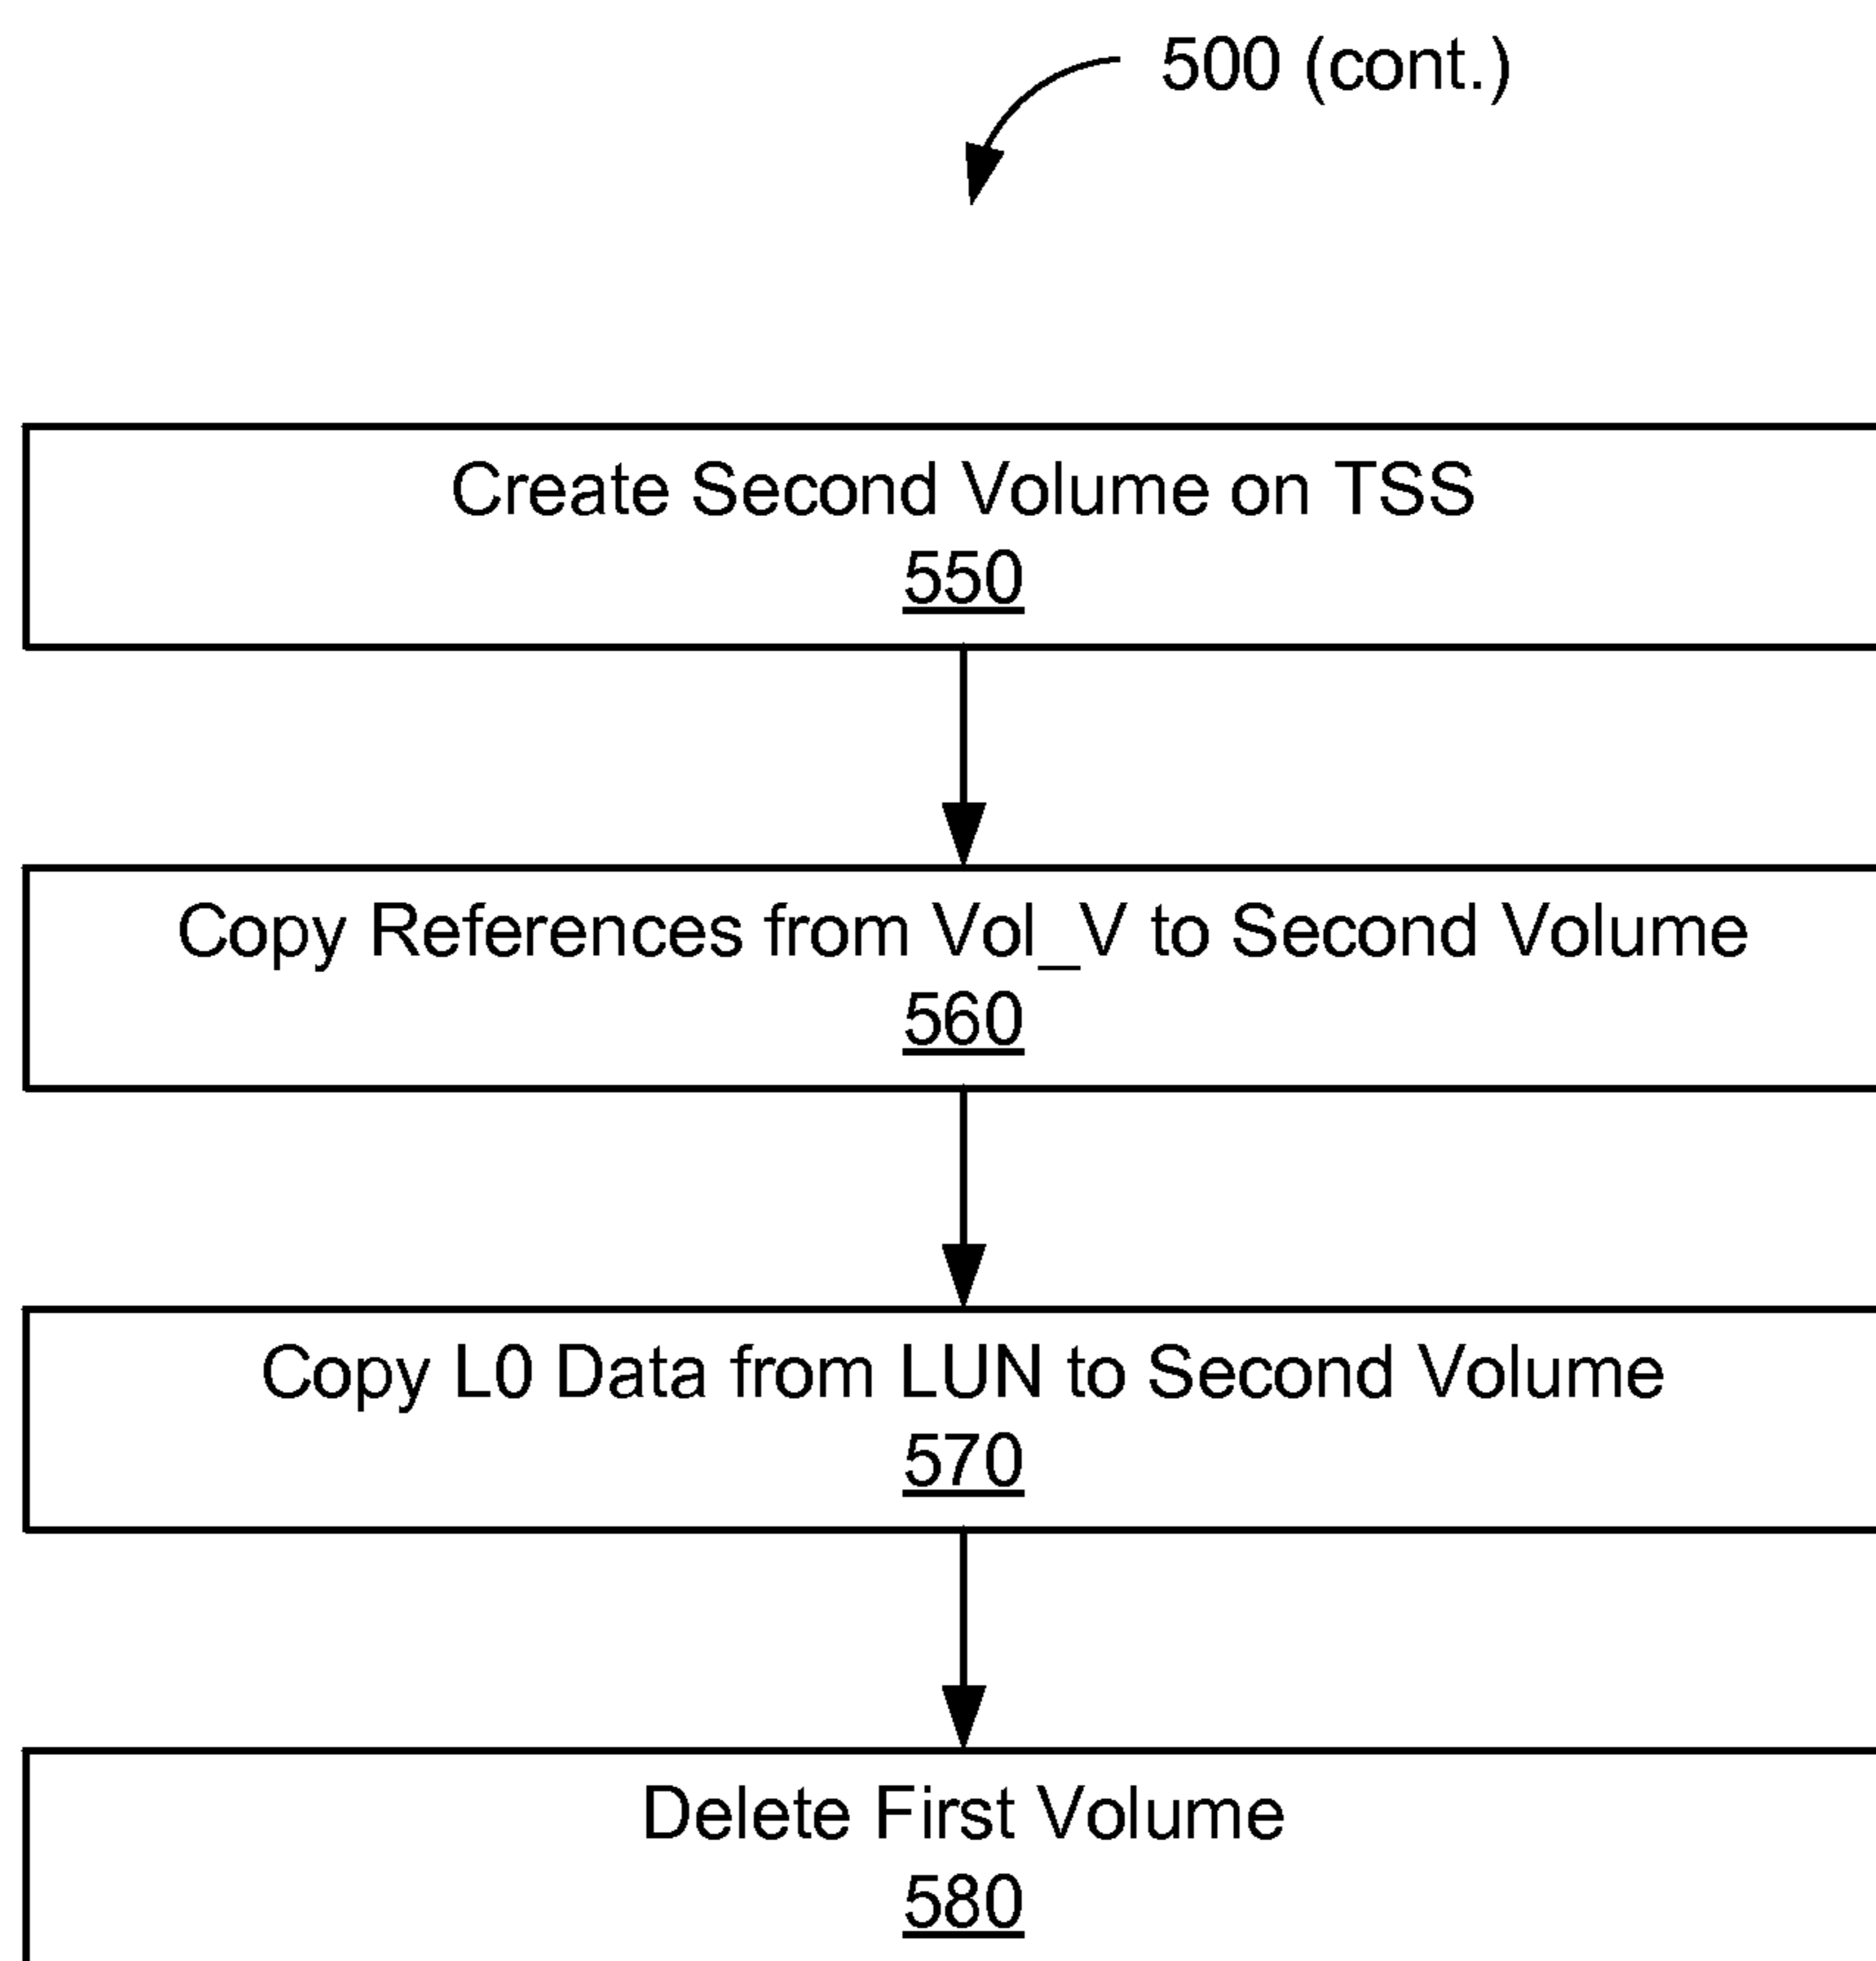 500 (cont.)
Create Second Volume on TSS
550
Copy References from Vol_V to Second Volume
560
Copy L0 Data from LUN to Second Volume
570
Delete First Volume
580